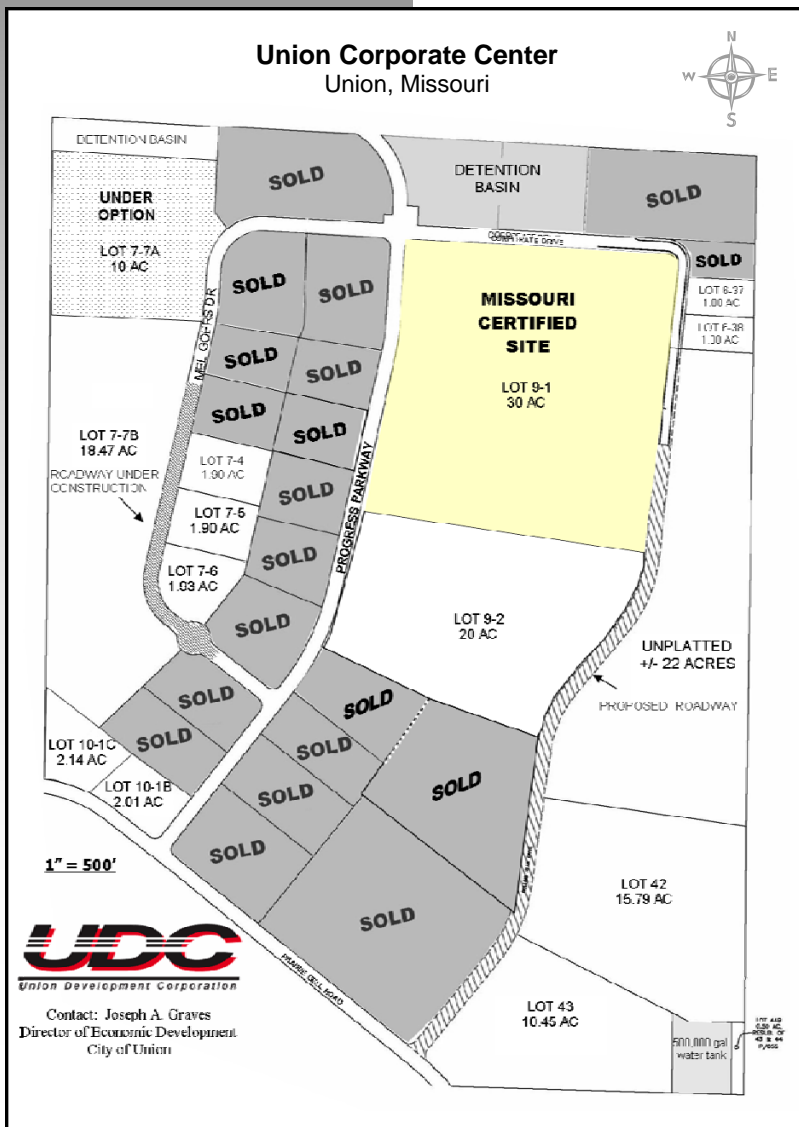 Union Corporate Center
Union, Missouri
N
W
E
S
DETENTION BASIN
SOLD
DETENTION
BASIN
SOLD
UNDER
OPTION
LOT 7-7A
10 AC
CORPORATE DRIVE
SOLD
LOT 6-37
1.00 AC
LOT 6-38
AC
MISSOURI
CERTIFIED
SITE
LOT 9-1
30 AC
SOLD
SOLD
SOLD
SOLD
SOLD
SOLD
DR
LOT 7-7B
18.47 AC
ROADWAY UNDER
CONSTRUCTION
LOT 7-4
1.90 AC
LOT 7-5
1.90 AC
LOT 7-6
1.93 AC
SOLD
SOLD
SOLD
PROGRESS PARKWAY
LOT 9-2
20 AC
UNPLATTED
+/- 22 ACRES
PROPOSED ROADWAY
SOLD
SOLD
SOLD
SOLD
SOLD
SOLD
SOLD
SOLD
LOT 10-1C
2.14 AC
LOT 10-1B
2.01 AC
1" = 500'
LOT 42
15.79 AC
LOT 43
10.45 AC
PRAIRIE DELL ROAD
500,000 gal
water tank
UDC
Union Development Corporation
Contact: Joseph A. Graves
Director of Economic Development
City of Union